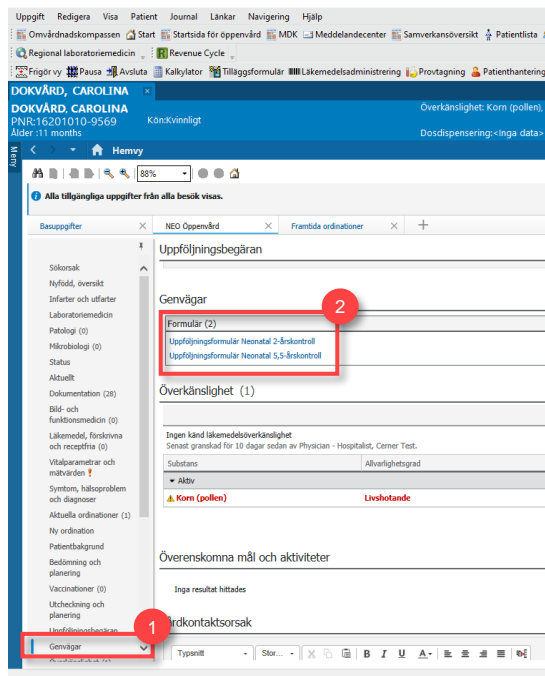 Uppgift Redigera Visa Patient Journal Länkar Navigering Hjälp
Omvårdnadskompassen Start Startsida för öppenvård MDK Meddelandecenter Samverkansöversikt Patientlista
Regional laboratoriemedicin Revenue Cycle
Frigör vy Pausa Avsluta Kalkylator Tilläggsformulär Läkemedelsadministrering Provtagning Patienthantering
DOKVÅRD, CAROLINA
DOKVÅRD, CAROLINA
Överkänslighet: Korn (pollen),
PNR:16201010-9569 Kön:Kvinnligt
Ålder :11 months
Dosdispensering:<Inga data>
Meny
Hemvy
88%
Alla tillgängliga uppgifter från alla besök visas.
Basuppgifter NEO Öppenvård Framtida ordinationer
Sökorsak
Nyfödd, översikt
Infarter och utfarter
Laboratoriemedicin
Patologi (0)
Mikrobiologi (0)
Status
Aktuellt
Dokumentation (28)
Bild- och
funktionsmedicin (0)
Läkemedel, förskrivna
och receptfria (0)
Vitalparametrar och
mätvärden
Symtom, hälsoproblem
och diagnoser
Aktuella ordinationer (1)
Ny ordination
Patientbakgrund
Bedömning och
planering
Vaccinationer (0)
Utcheckning och
planering
Uppföljningsbegäran
Genvägar
Överkänslighet (1)
1
Uppföljningsbegäran
Genvägar
2
Formulär (2)
Uppföljningsformulär Neonatal 2-årskontroll
Uppföljningsformulär Neonatal 5,5-årskontroll
Överkänslighet (1)
Ingen känd läkemedelsöverkänslighet
Senast granskad för 10 dagar sedan av Physician - Hospitalist, Cerner Test.
Substans Allvarlighetsgrad
Aktiv
Korn (pollen) Livshotande
Överenskomna mål och aktiviteter
Inga resultat hittades
rdkontaktsorsak
Typsnitt Stor... B I U A